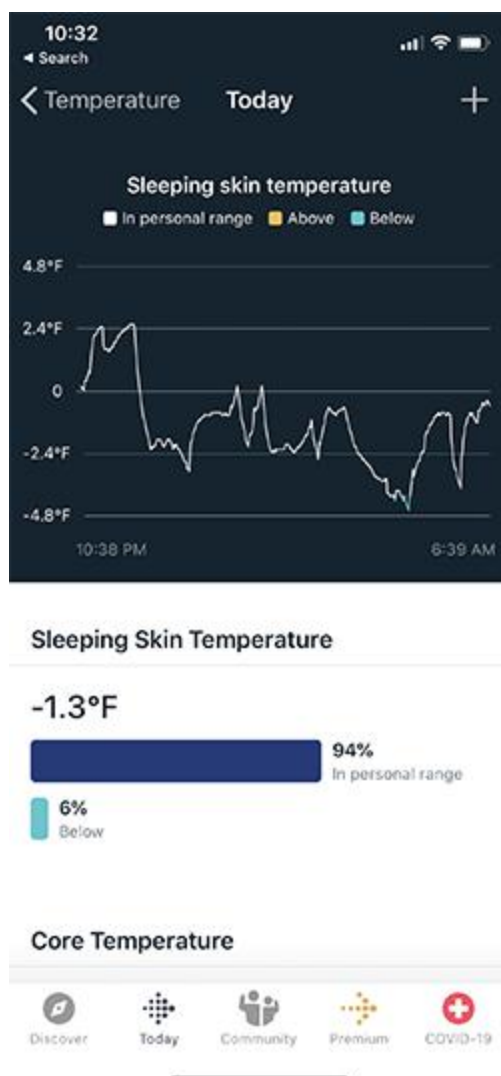 10:32
◄ Search
Temperature
Today
Sleeping skin temperature
In personal range
Above
Below
4.8°F
2.4°F
0
-2.4°F
-4.8°F
10:38 PM
6:39 AM
Sleeping Skin Temperature
-1.3°F
94%
In personal range
6%
Below
Core Temperature
Discover
Today
Community
Premium
COVID-19